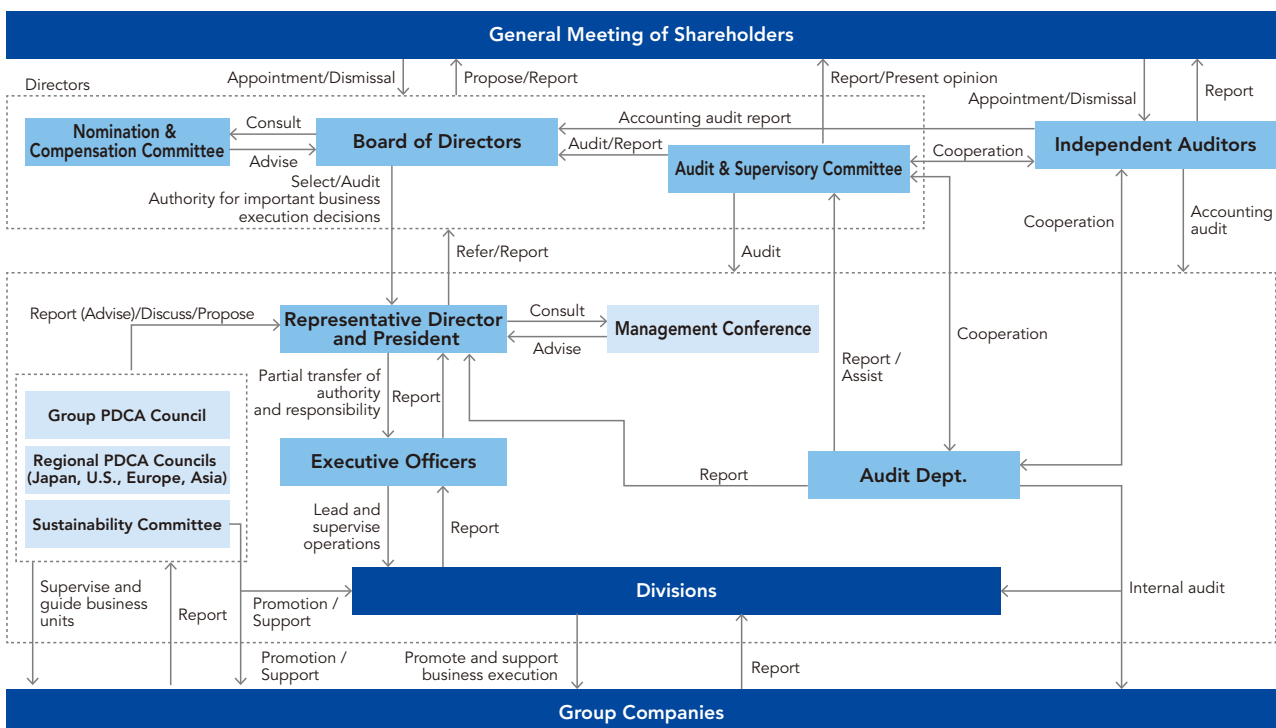 General Meeting of Shareholders
Directors
Appointment/Dismissal
Propose/Report
Report/Present opinion
Appointment/Dismissal
Report
Nomination &
Compensation Committee
Consult
Advise
Board of Directors
Accounting audit report
Audit/Report
Audit & Supervisory Committee
Cooperation
Independent Auditors
Select/Audit
Authority for important business
execution decisions
Refer/Report
Audit
Cooperation
Accounting
audit
Report (Advise)/Discuss/Propose
Representative Director
and President
Consult
Advise
Management Conference
Cooperation
Report /
Assist
Partial transfer of
authority
and responsibility
Report
Group PDCA Council
Regional PDCA Councils
(Japan, U.S., Europe, Asia)
Sustainability Committee
Executive Officers
Report
Audit Dept.
Lead and
supervise
operations
Report
Supervise and
guide business
units
Report
Promotion /
Support
Divisions
Internal audit
Promotion /
Support
Promote and support
business execution
Report
Group Companies